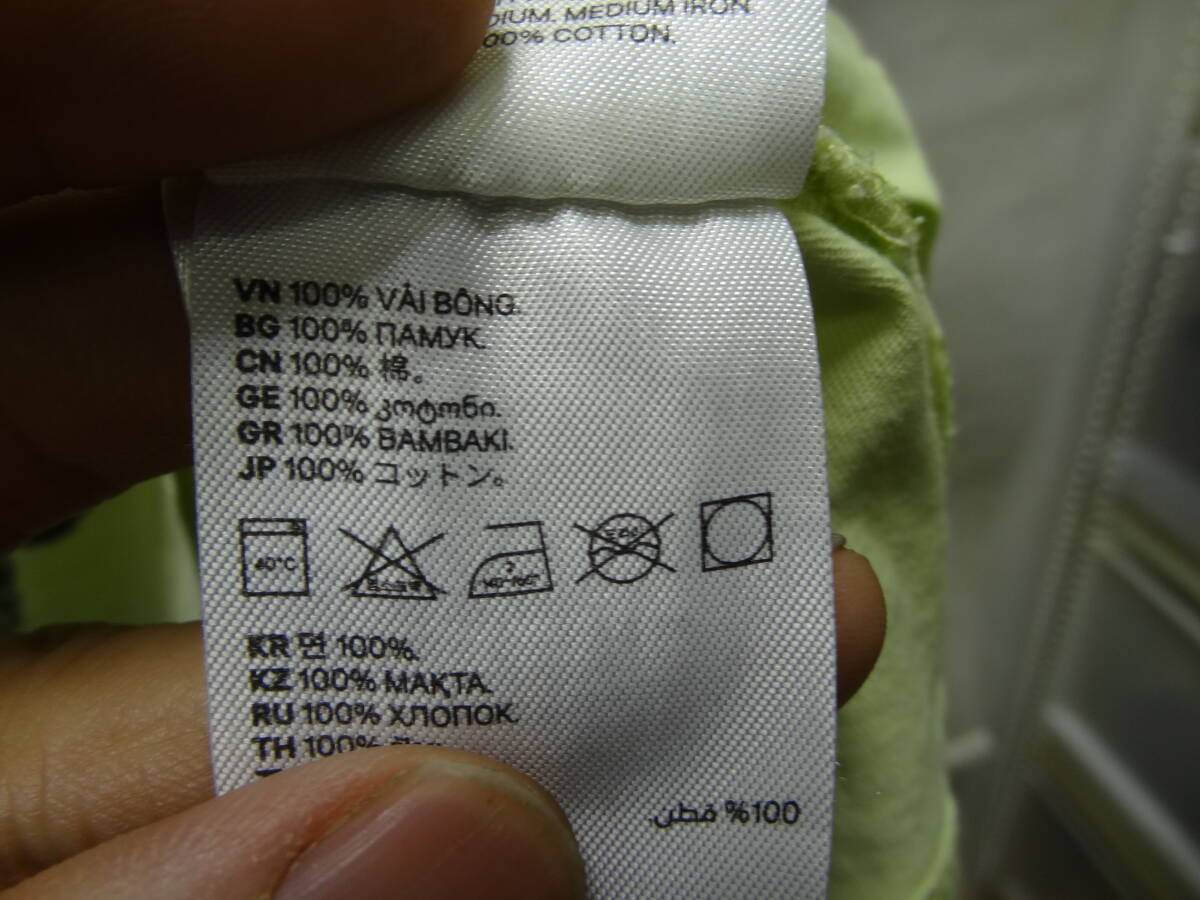 DIUM. MEDIUM IRON
00% COTTON.
VN 100% VẢI BÔNG.
BG 100% ПАМУК.
CN 100% 棉。
GE 100% კოტონი.
GR 100% ΒΑΜΒΑΚΙ.
JP 100% コットン。
40°C
KR 면 100%.
KZ 100% МАҚТА.
RU 100% ХЛОПОК.
TH 100%
100% قطن.